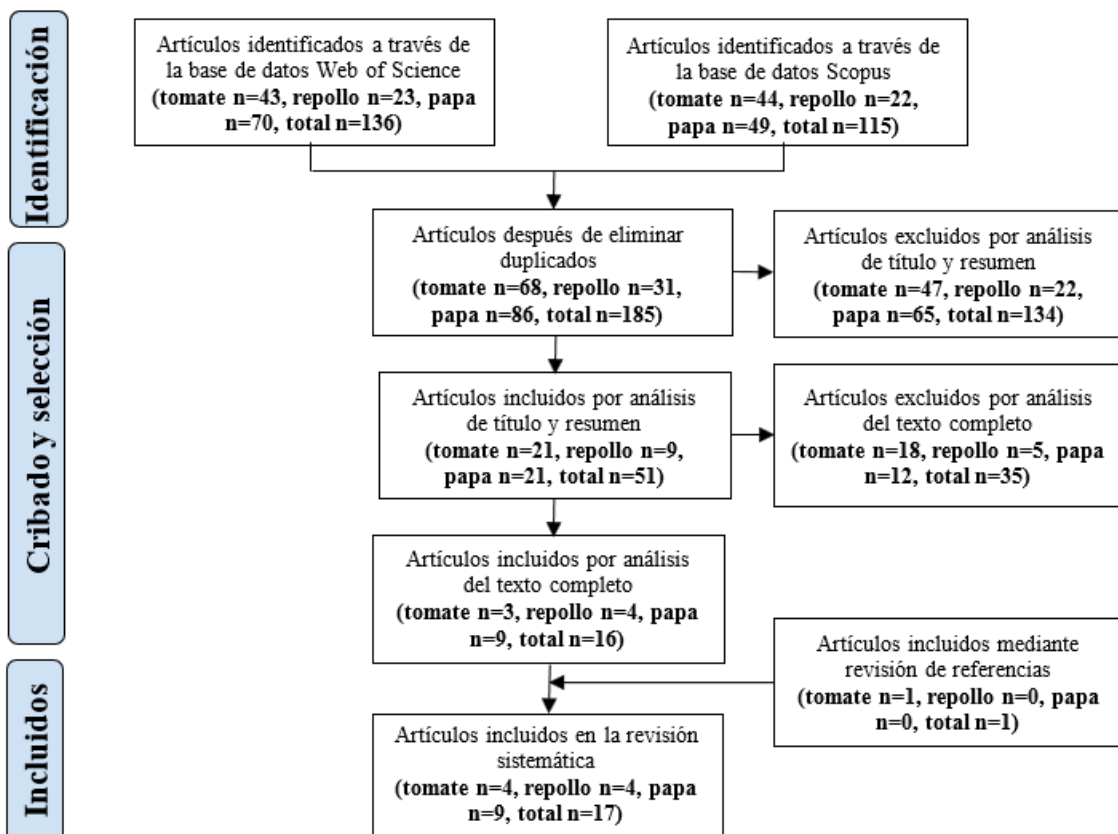 Identificación
Artículos identificados a través de
la base de datos Web of Science
(tomate n=43, repollo n=23, papa
n=70, total n=136)
Artículos identificados a través de
la base de datos Scopus
(tomate n=44, repollo n=22,
papa n=49, total n=115)
Cribado y selección
Artículos después de eliminar
duplicados
(tomate n=68, repollo n=31,
papa n=86, total n=185)
Artículos excluidos por análisis
de título y resumen
(tomate n=47, repollo n=22,
papa n=65, total n=134)
Artículos incluidos por análisis
de título y resumen
(tomate n=21, repollo n=9,
papa n=21, total n=51)
Artículos excluidos por análisis
del texto completo
(tomate n=18, repollo n=5, papa
n=12, total n=35)
Artículos incluidos por análisis
del texto completo
(tomate n=3, repollo n=4, papa
n=9, total n=16)
Artículos incluidos mediante
revisión de referencias
(tomate n=1, repollo n=0, papa
n=0, total n=1)
Incluidos
Artículos incluidos en la revisión
sistemática
(tomate n=4, repollo n=4, papa
n=9, total n=17)